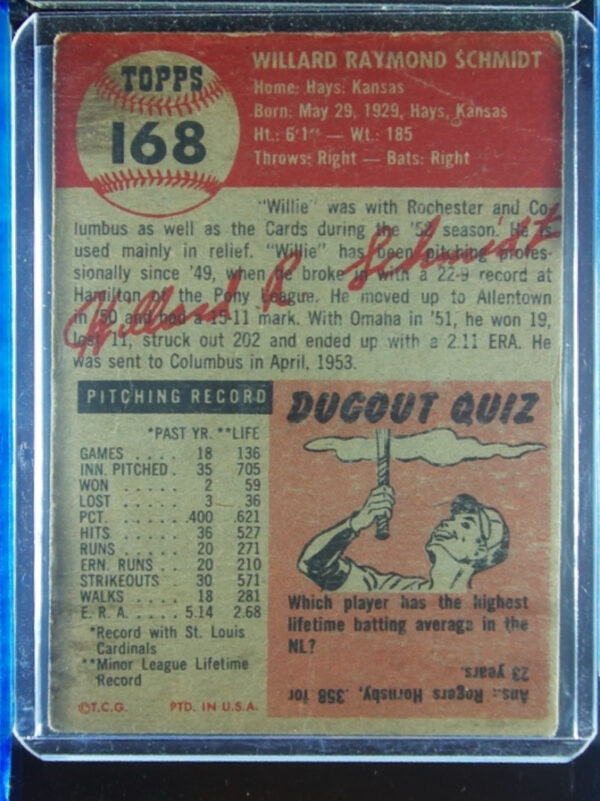 TOPPS
168
WILLARD RAYMOND SCHMIDT
Home: Hays: Kansas
Born: May 29, 1929, Hays, Kansas
Ht.: 6'1" — Wt.: 185
Throws: Right — Bats: Right
"Willie" was with Rochester and Co
lumbus as well as the Cards during the '52 season. He is
used mainly in relief. "Willie" has been pitching profes-
sionally since '49, when he broke in with a 22-9 record at
Hamilton of the Pony League. He moved up to Allentown
in '50 and had a 15-11 mark. With Omaha in '51, he won 19,
lost 11, struck out 202 and ended up with a 2.11 ERA. He
was sent to Columbus in April, 1953.
Willard R Schmidt
PITCHING RECORD
*PAST YR. **LIFE
GAMES . . . . 18 136
INN. PITCHED . 35 705
WON . . . . . 2 59
LOST . . . . . 3 36
PCT. . . . . . .400 .621
HITS . . . . . 36 527
RUNS . . . . . 20 271
ERN. RUNS . . 20 210
STRIKEOUTS 30 571
WALKS . . . . 18 281
E. R. A. . . . . 5.14 2.68
*Record with St. Louis
Cardinals
**Minor League Lifetime
Record
©T.C.G. PTD. IN U.S.A.
DUGOUT QUIZ
Which player has the highest
lifetime batting average in the
NL?
Ans.: Rogers Hornsby, .358 for
23 years.